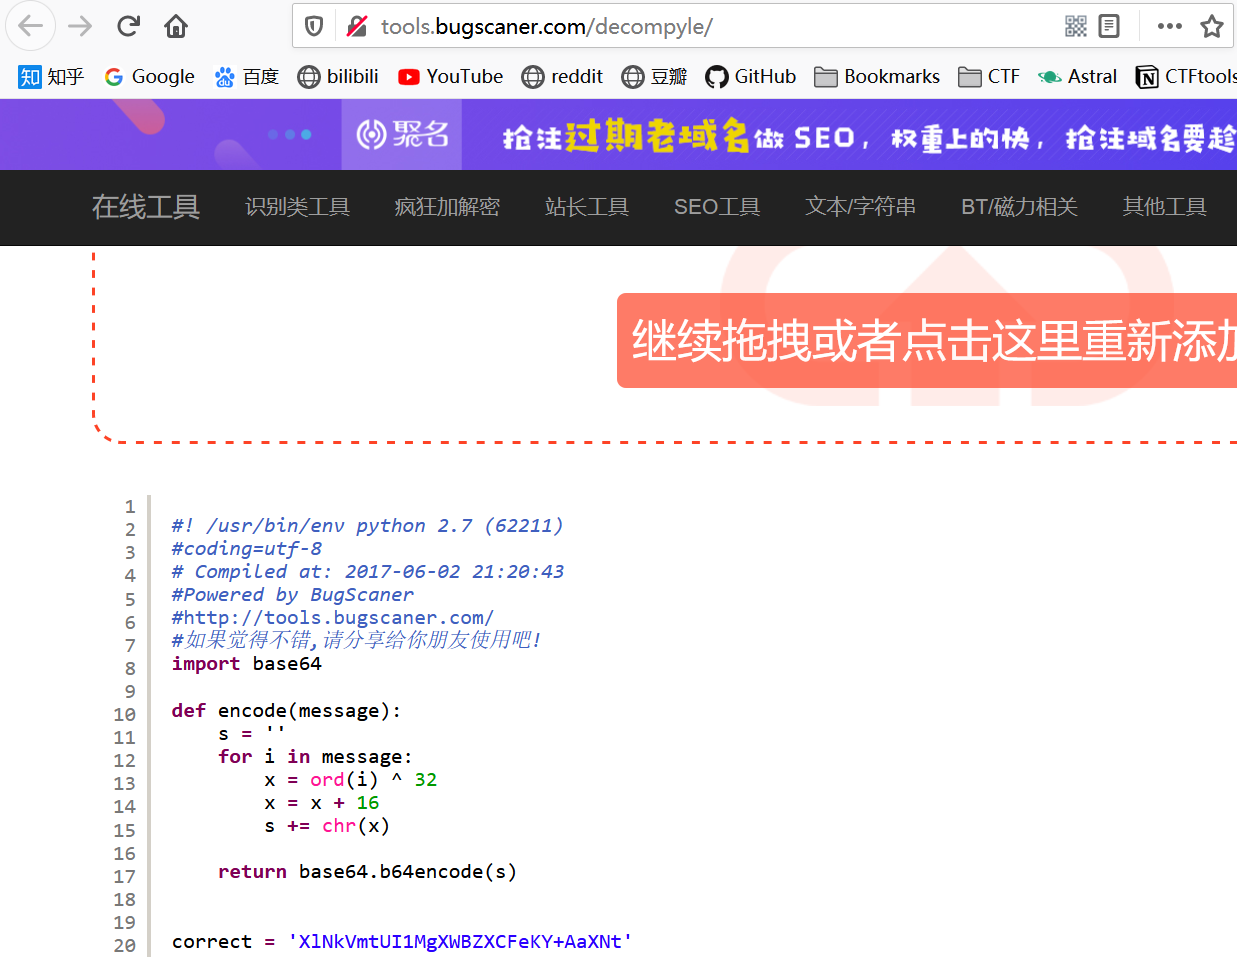 tools.bugscaner.com/decompyle/
知 知乎 Google 百度 bilibili YouTube reddit 豆瓣 GitHub Bookmarks CTF Astral CTFtools
聚名 抢注过期老域名做 SEO，权重上的快，抢注域名要趁
在线工具 识别类工具 疯狂加解密 站长工具 SEO工具 文本/字符串 BT/磁力相关 其他工具
继续拖拽或者点击这里重新添加
1
2 #! /usr/bin/env python 2.7 (62211)
3 #coding=utf-8
4 # Compiled at: 2017-06-02 21:20:43
5 #Powered by BugScaner
6 #http://tools.bugscaner.com/
7 #如果觉得不错,请分享给你朋友使用吧!
8 import base64
9
10 def encode(message):
11 s = ''
12 for i in message:
13 x = ord(i) ^ 32
14 x = x + 16
15 s += chr(x)
16
17 return base64.b64encode(s)
18
19
20 correct = 'XlNkVmtUI1MgXWBZXCFeKY+AaXNt'